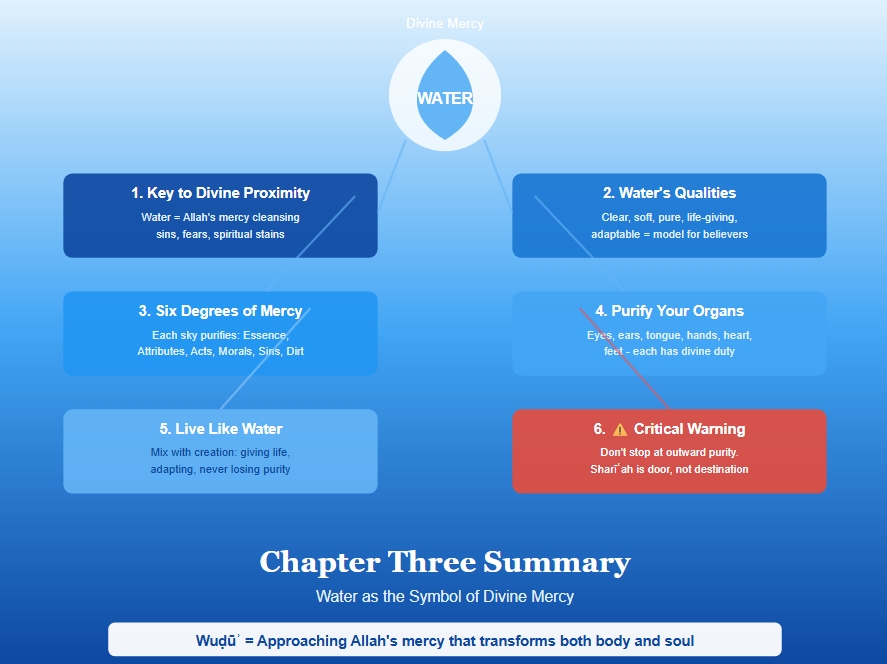 Divine Mercy
WATER
1. Key to Divine Proximity
Water = Allah's mercy cleansing
sins, fears, spiritual stains
2. Water's Qualities
Clear, soft, pure, life-giving,
adaptable = model for believers
3. Six Degrees of Mercy
Each sky purifies: Essence,
Attributes, Acts, Morals, Sins, Dirt
4. Purify Your Organs
Eyes, ears, tongue, hands, heart,
feet - each has divine duty
5. Live Like Water
Mix with creation: giving life,
adapting, never losing purity
6. ⚠️ Critical Warning
Don't stop at outward purity.
Sharīʿah is door, not destination
Chapter Three Summary
Water as the Symbol of Divine Mercy
Wuḍūʾ = Approaching Allah's mercy that transforms both body and soul